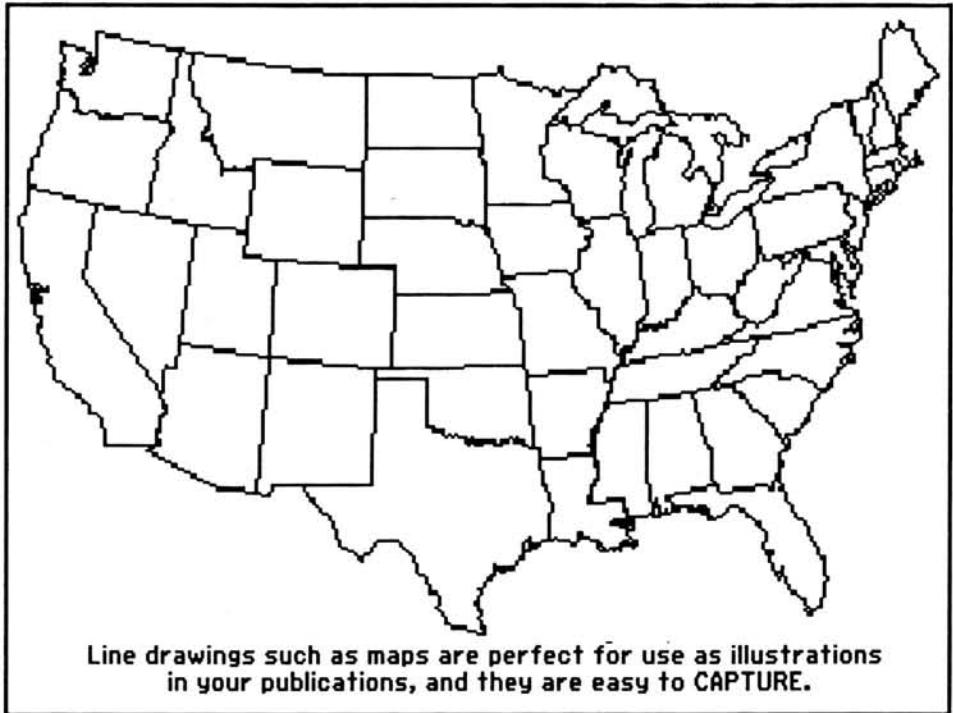 Line drawings such as maps are perfect for use as illustrations
in your publications, and they are easy to CAPTURE.